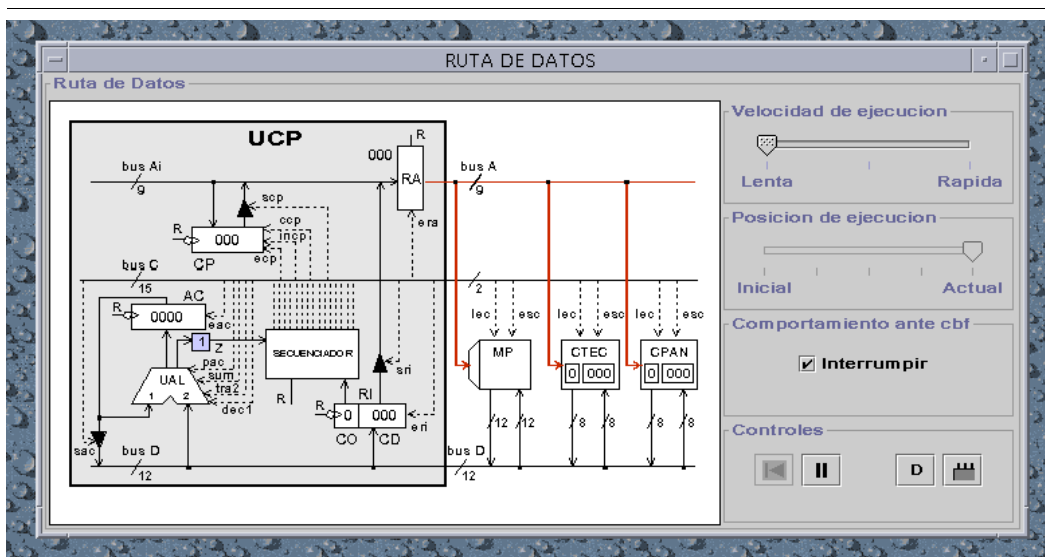 RUTA DE DATOS
Ruta de Datos
UCP
R
000
RA
bus Ai
9
bus A
9
scp
ccp
incp
ecp
era
R
000
CP
bus C
15
2
AC
R
0000
eac
1
Z
pac
sum
tra2
dec1
UAL
1 2
SECUENCIADOR
R
sri
RI
R
0 000
CO CD
eri
sac
bus D
12
bus D
12
lec esc
lec esc
lec esc
MP
CTEC
0 000
CPAN
0 000
12 12
8 8
8 8
Velocidad de ejecucion
Lenta Rapida
Posicion de ejecucion
Inicial Actual
Comportamiento ante cbf
Interrumpir
Controles
D